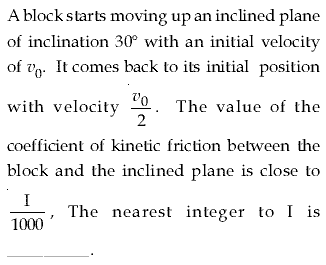 A block starts moving up an inclined plane
of inclination 30° with an initial velocity
of v₀. It comes back to its initial position
with velocity v₀/2. The value of the
coefficient of kinetic friction between the
block and the inclined plane is close to
I/1000, The nearest integer to I is
________.